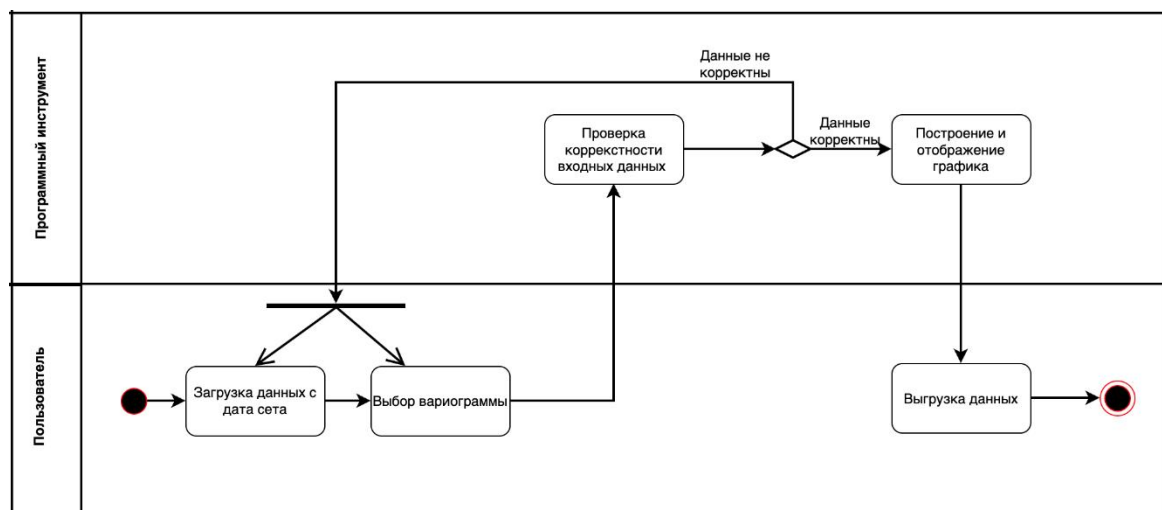 Программный инструмент
Данные не
корректны
Проверка
коррекстности
входных данных
Данные
корректны
Построение и
отображение
графика
Пользователь
Загрузка данных с
дата сета
Выбор вариограммы
Выгрузка данных